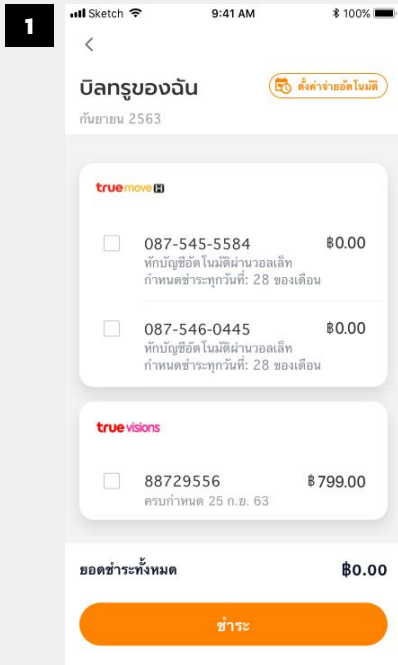 1
Sketch 9:41 AM 100%
บิลทรูของฉัน
ตั้งค่าจ่ายอัตโนมัติ
กันยายน 2563
true move H
087-545-5584 ฿0.00
หักบัญชีอัตโนมัติผ่านวอลเล็ท
กำหนดชำระทุกวันที่: 28 ของเดือน
087-546-0445 ฿0.00
หักบัญชีอัตโนมัติผ่านวอลเล็ท
กำหนดชำระทุกวันที่: 28 ของเดือน
true visions
88729556 ฿799.00
ครบกำหนด 25 ก.ย. 63
ยอดชำระทั้งหมด ฿0.00
ชำระ